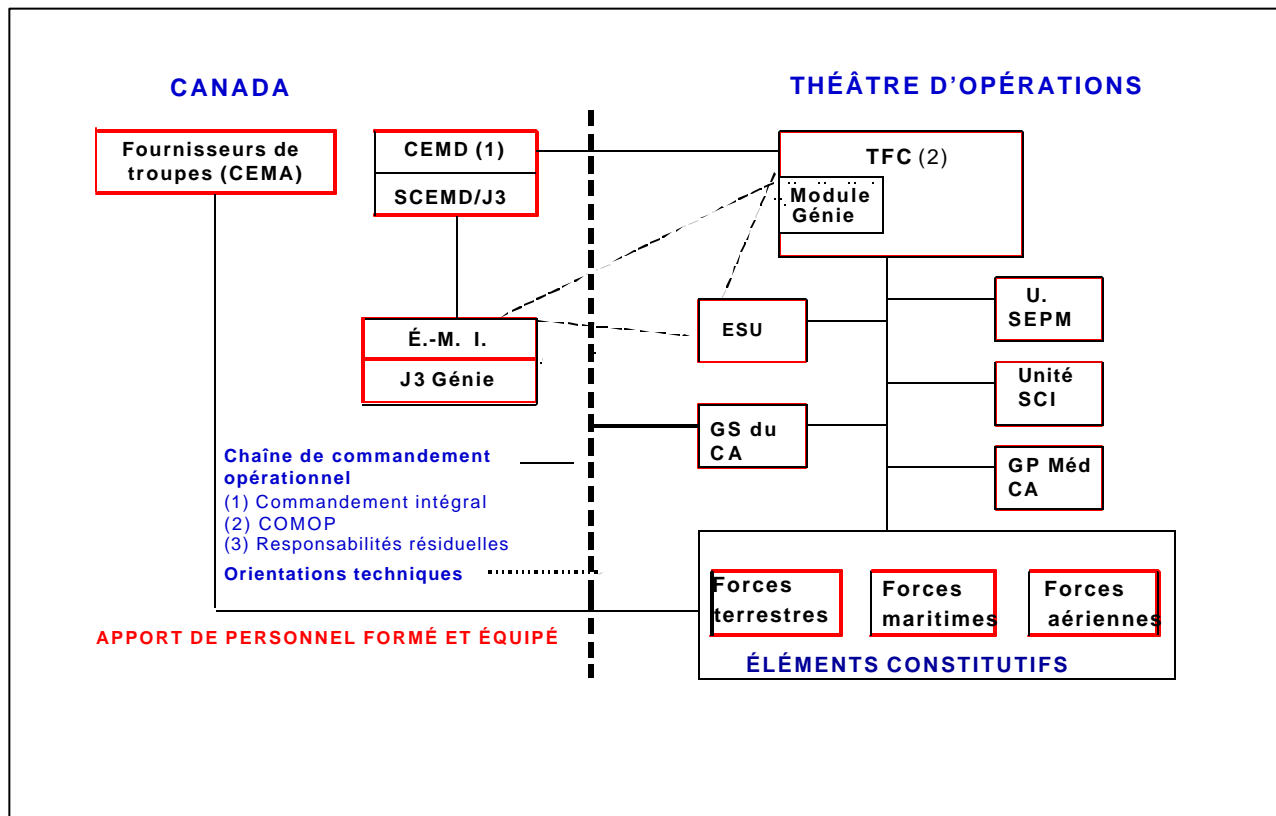 CANADA
THÉÂTRE D'OPÉRATIONS
Fournisseurs de
troupes (CEMA)
CEMD (1)
SCEMD/J3
TFC (2)
Module
Génie
É.-M. I.
J3 Génie
ESU
U.
SEPM
Unité
SCI
GS du
CA
GP Méd
CA
Chaîne de commandement
opérationnel
(1) Commandement intégral
(2) COMOP
(3) Responsabilités résiduelles
Orientations techniques
Forces
terrestres
Forces
maritimes
Forces
aériennes
APPORT DE PERSONNEL FORMÉ ET ÉQUIPÉ
ÉLÉMENTS CONSTITUTIFS